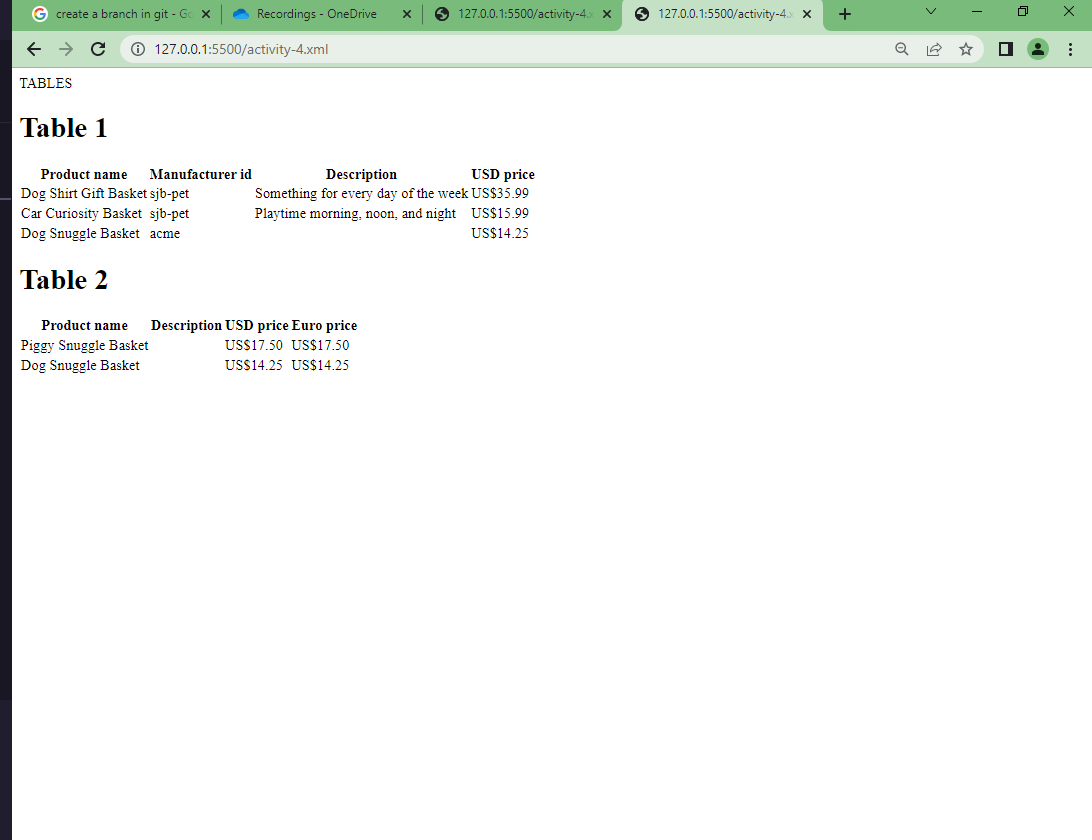 create a branch in git - Go
Recordings - OneDrive
127.0.0.1:5500/activity-4.x
127.0.0.1:5500/activity-4.x
127.0.0.1:5500/activity-4.xml
TABLES
Table 1
Product name Manufacturer id Description USD price
Dog Shirt Gift Basket sjb-pet Something for every day of the week US$35.99
Car Curiosity Basket sjb-pet Playtime morning, noon, and night US$15.99
Dog Snuggle Basket acme US$14.25
Table 2
Product name Description USD price Euro price
Piggy Snuggle Basket US$17.50 US$17.50
Dog Snuggle Basket US$14.25 US$14.25